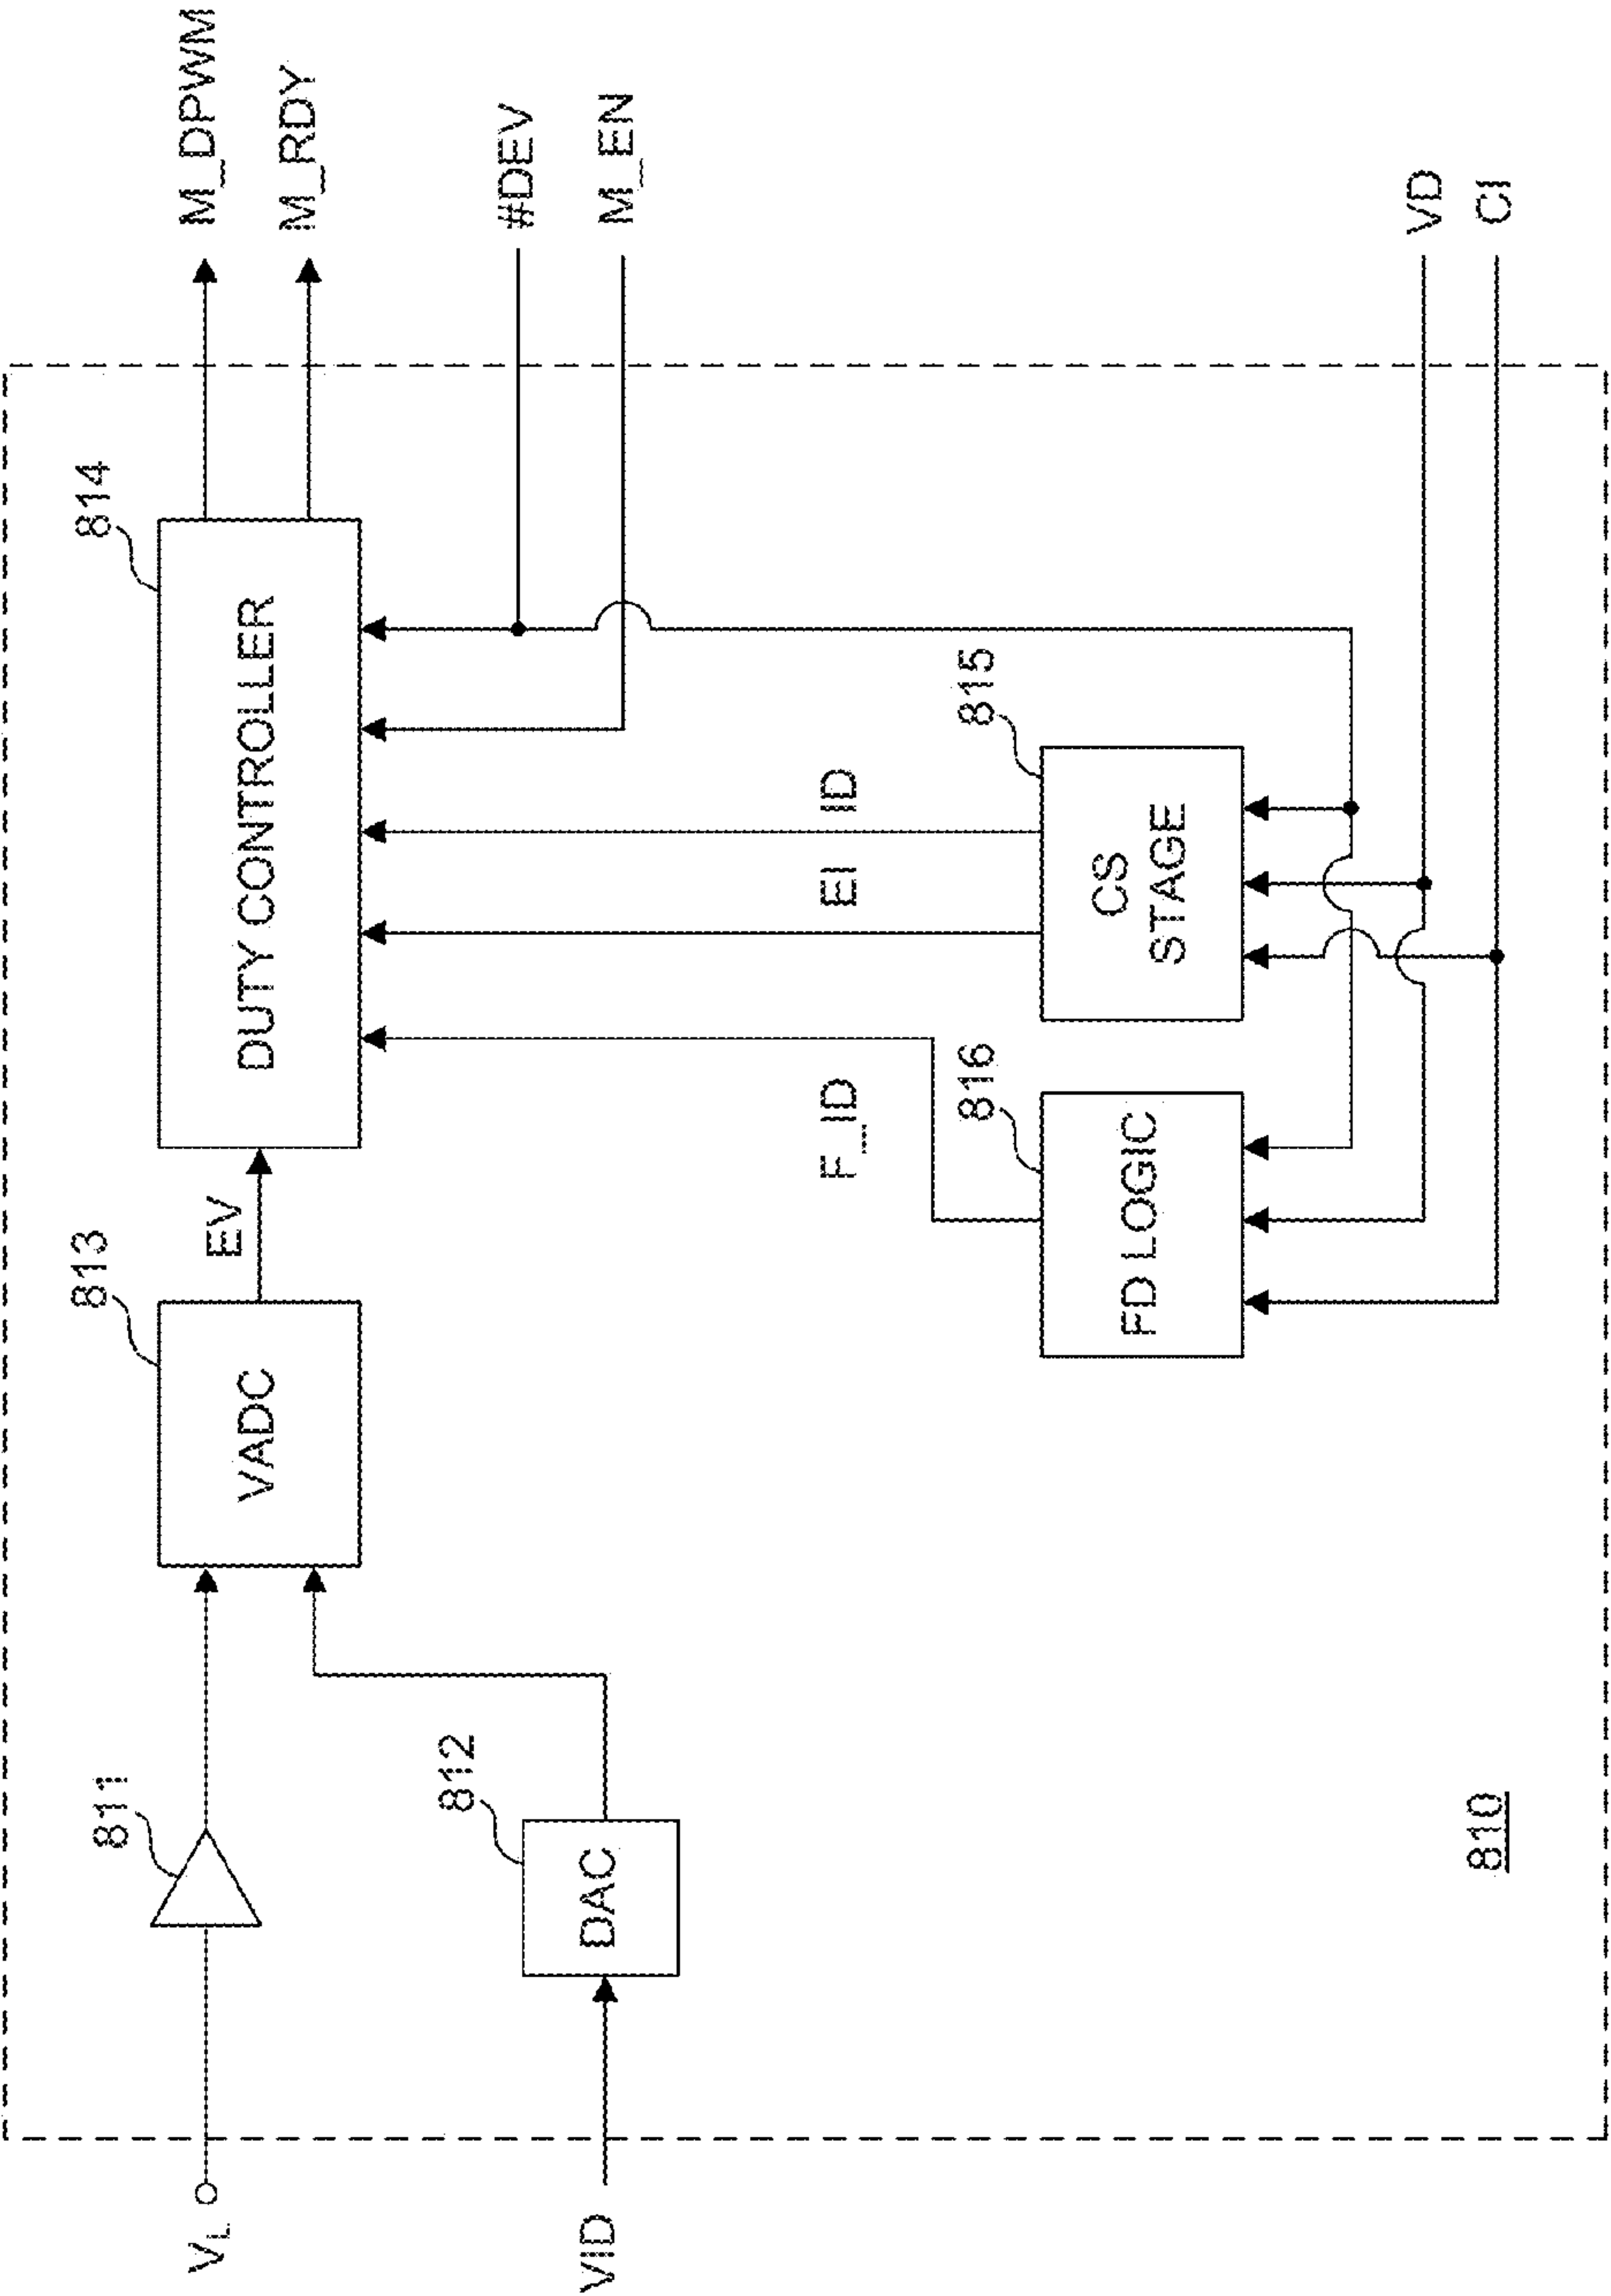 M_DPWM
M_RDY
#DEV
M_EN
VD
CI
814
DUTY CONTROLLER
815
CS
STAGE
ID
EI
F_ID
816
FD LOGIC
813
VADC
EV
811
812
DAC
810
VL
VID